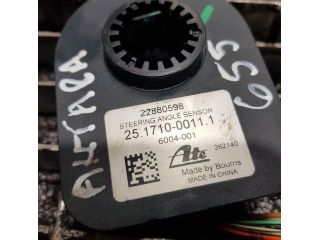 ANTARA
655
22880598
STEERING ANGLE SENSOR
25.1710-0011.1
6004-001
Ate
262140
Made by Bourns
MADE IN CHINA